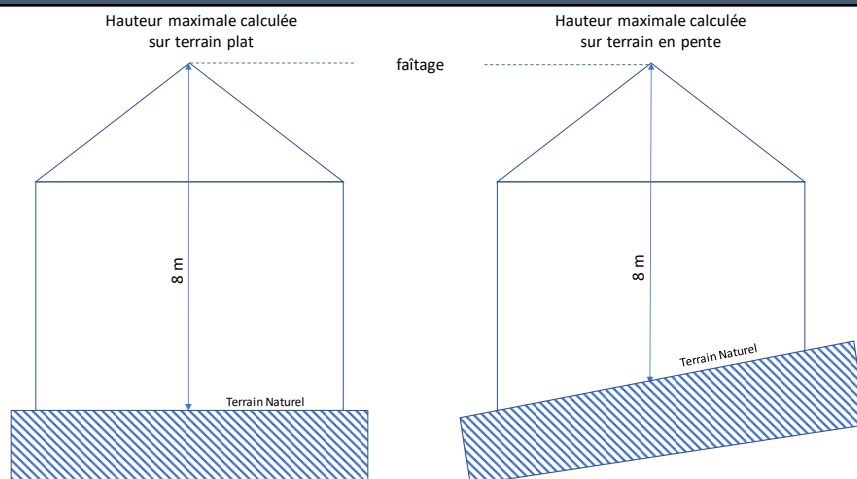 Hauteur maximale calculée
sur terrain plat
Hauteur maximale calculée
sur terrain en pente
faîtage
8 m
8 m
Terrain Naturel
Terrain Naturel